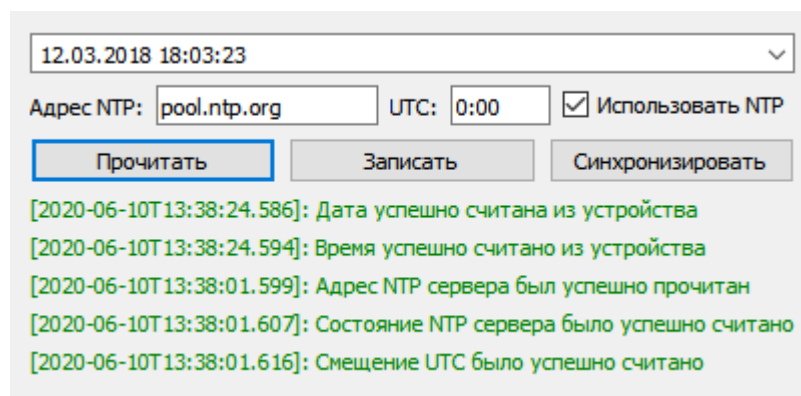 12.03.2018 18:03:23
Адрес NTP: pool.ntp.org UTC: 0:00 Использовать NTP
Прочитать Записать Синхронизировать
[2020-06-10T13:38:24.586]: Дата успешно считана из устройства
[2020-06-10T13:38:24.594]: Время успешно считано из устройства
[2020-06-10T13:38:01.599]: Адрес NTP сервера был успешно прочитан
[2020-06-10T13:38:01.607]: Состояние NTP сервера было успешно считано
[2020-06-10T13:38:01.616]: Смещение UTC было успешно считано